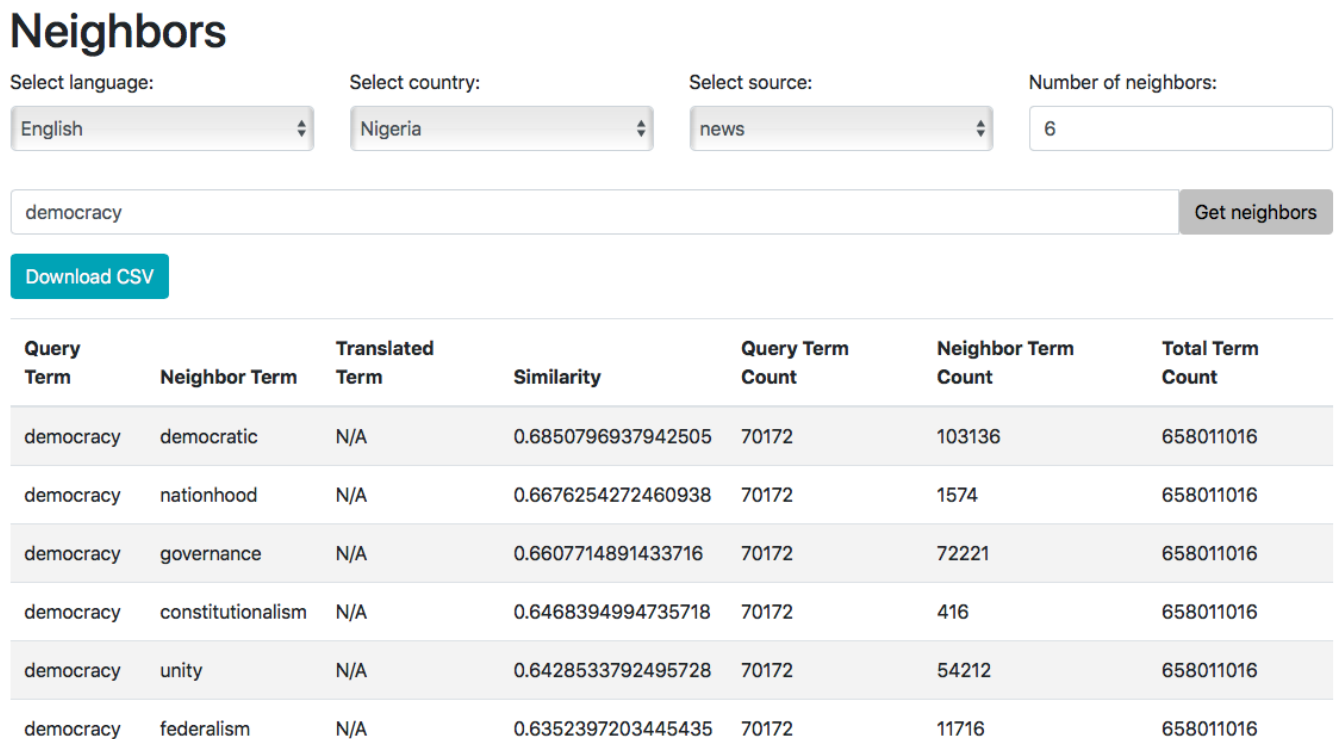 Neighbors
Select language: Select country: Select source: Number of neighbors:
English Nigeria news 6
democracy Get neighbors
Download CSV
Query Term Neighbor Term Translated Term Similarity Query Term Count Neighbor Term Count Total Term Count
democracy democratic N/A 0.6850796937942505 70172 103136 658011016
democracy nationhood N/A 0.6676254272460938 70172 1574 658011016
democracy governance N/A 0.6607714891433716 70172 72221 658011016
democracy constitutionalism N/A 0.6468394994735718 70172 416 658011016
democracy unity N/A 0.6428533792495728 70172 54212 658011016
democracy federalism N/A 0.6352397203445435 70172 11716 658011016